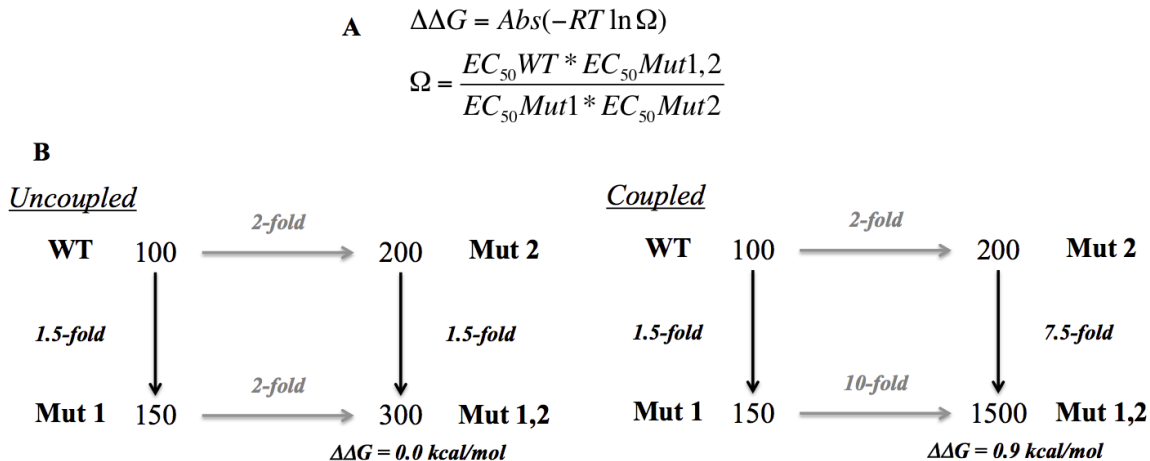 A ΔΔG = Abs(−RT ln Ω)
Ω = EC₅₀WT * EC₅₀Mut1,2 / EC₅₀Mut1 * EC₅₀Mut2
B
Uncoupled
2-fold
WT 100 200 Mut 2
1.5-fold 1.5-fold
2-fold
Mut 1 150 300 Mut 1,2
ΔΔG = 0.0 kcal/mol
Coupled
2-fold
WT 100 200 Mut 2
1.5-fold 7.5-fold
10-fold
Mut 1 150 1500 Mut 1,2
ΔΔG = 0.9 kcal/mol